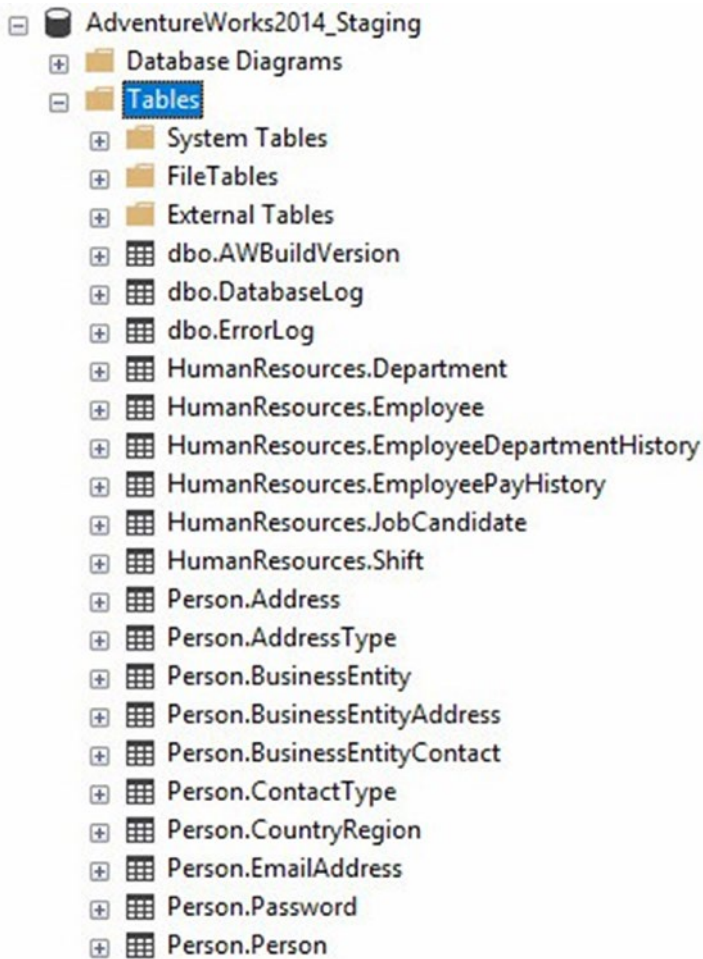 AdventureWorks2014_Staging
Database Diagrams
Tables
System Tables
FileTables
External Tables
dbo.AWBuildVersion
dbo.DatabaseLog
dbo.ErrorLog
HumanResources.Department
HumanResources.Employee
HumanResources.EmployeeDepartmentHistory
HumanResources.EmployeePayHistory
HumanResources.JobCandidate
HumanResources.Shift
Person.Address
Person.AddressType
Person.BusinessEntity
Person.BusinessEntityAddress
Person.BusinessEntityContact
Person.ContactType
Person.CountryRegion
Person.EmailAddress
Person.Password
Person.Person